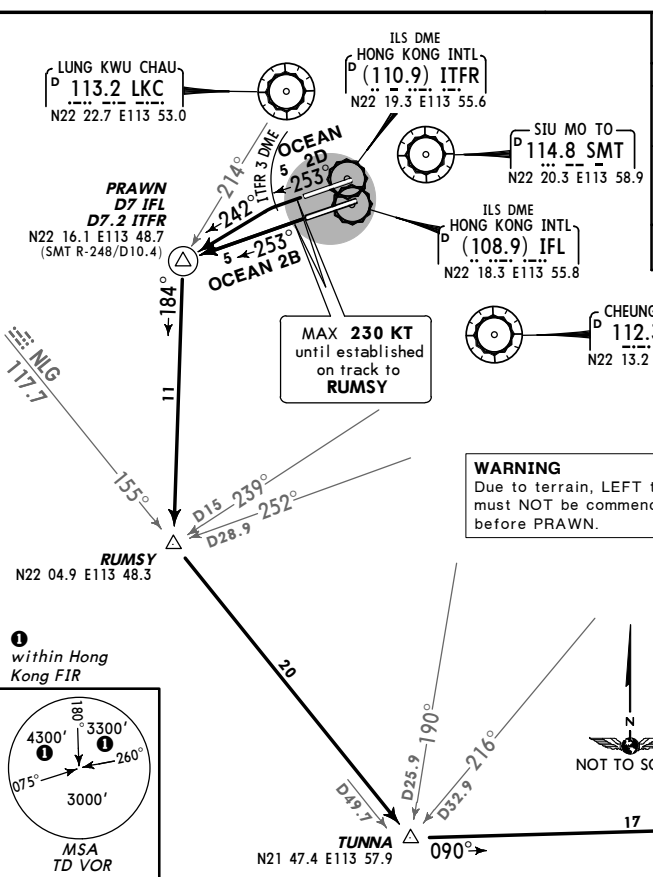 LUNG KWU CHAU
D 113.2 LKC
N22 22.7 E113 53.0
ILS DME
HONG KONG INTL
D (110.9) ITFR
N22 19.3 E113 55.6
SIU MO TO
D 114.8 SMT
N22 20.3 E113 58.9
ILS DME
HONG KONG INTL
D (108.9) IFL
N22 18.3 E113 55.8
CHEUNG
D 112.
N22 13.2
PRAWN
D7 IFL
D7.2 ITFR
N22 16.1 E113 48.7
(SMT R-248/D10.4)
214°
ITFR 3 DME
OCEAN
2D
5 253°
242°
5 253°
OCEAN 2B
184°
11
MAX 230 KT
until established
on track to
RUMSY
NLG
117.7
155°
D15 239°
D28.9 252°
WARNING
Due to terrain, LEFT t
must NOT be commenc
before PRAWN.
RUMSY
N22 04.9 E113 48.3
20
1
within Hong
Kong FIR
180°
4300'
1
3300'
1
260°
075°
3000'
MSA
TD VOR
D25.9 190°
D32.9 216°
D49.7
N
NOT TO SC
TUNNA
N21 47.4 E113 57.9
090°
17